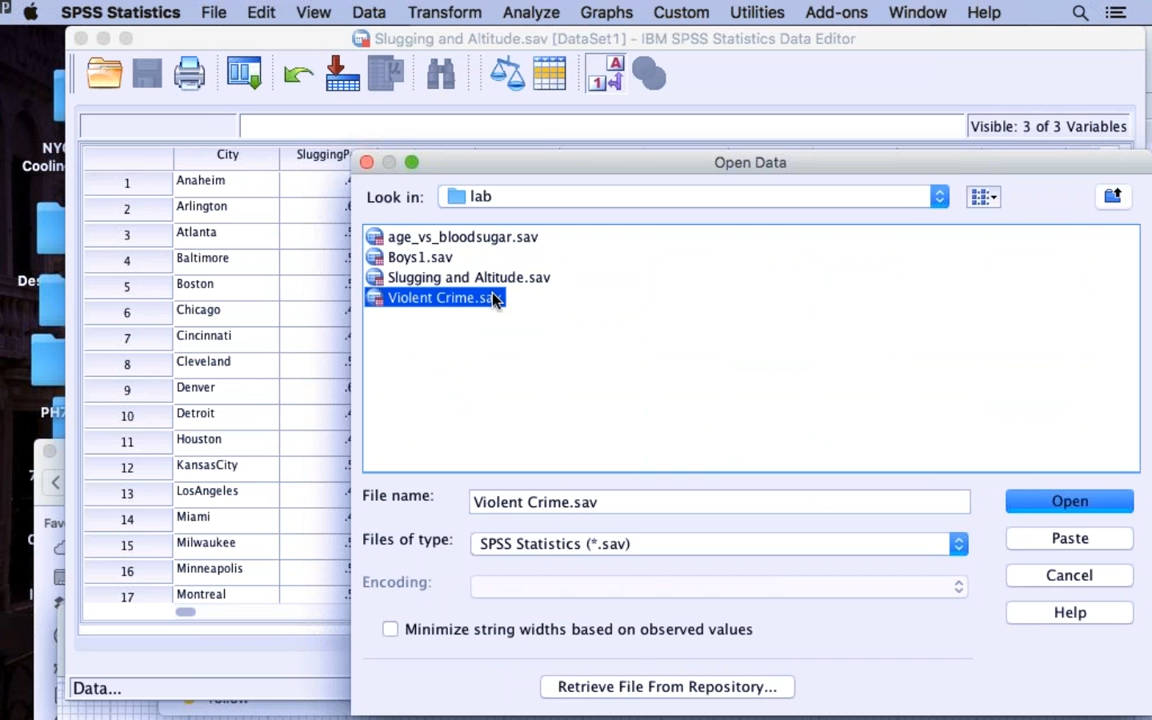 SPSS Statistics File Edit View Data Transform Analyze Graphs Custom Utilities Add-ons Window Help
Slugging and Altitude.sav [DataSet1] - IBM SPSS Statistics Data Editor
Visible: 3 of 3 Variables
City
1 Anaheim
2 Arlington
3 Atlanta
4 Baltimore
5 Boston
6 Chicago
7 Cincinnati
8 Cleveland
9 Denver
10 Detroit
11 Houston
12 KansasCity
13 LosAngeles
14 Miami
15 Milwaukee
16 Minneapolis
17 Montreal
Data...
Open Data
Look in: lab
age_vs_bloodsugar.sav
Boys1.sav
Slugging and Altitude.sav
Violent Crime.sav
File name: Violent Crime.sav
Open
Files of type: SPSS Statistics (*.sav)
Paste
Encoding:
Cancel
Help
Minimize string widths based on observed values
Retrieve File From Repository...